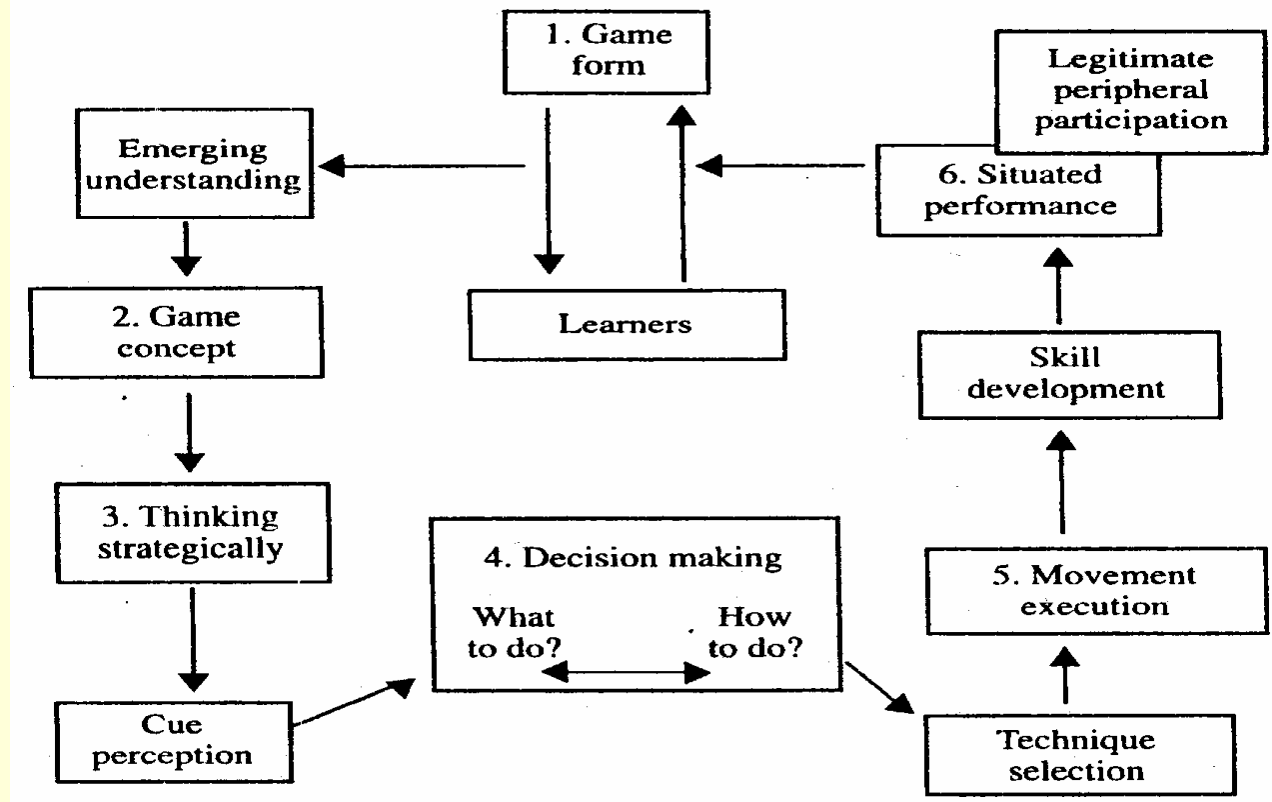 1. Game
form
Legitimate
peripheral
participation
Emerging
understanding
6. Situated
performance
2. Game
concept
Learners
Skill
development
3. Thinking
strategically
4. Decision making
What
to do?
How
to do?
5. Movement
execution
Cue
perception
Technique
selection